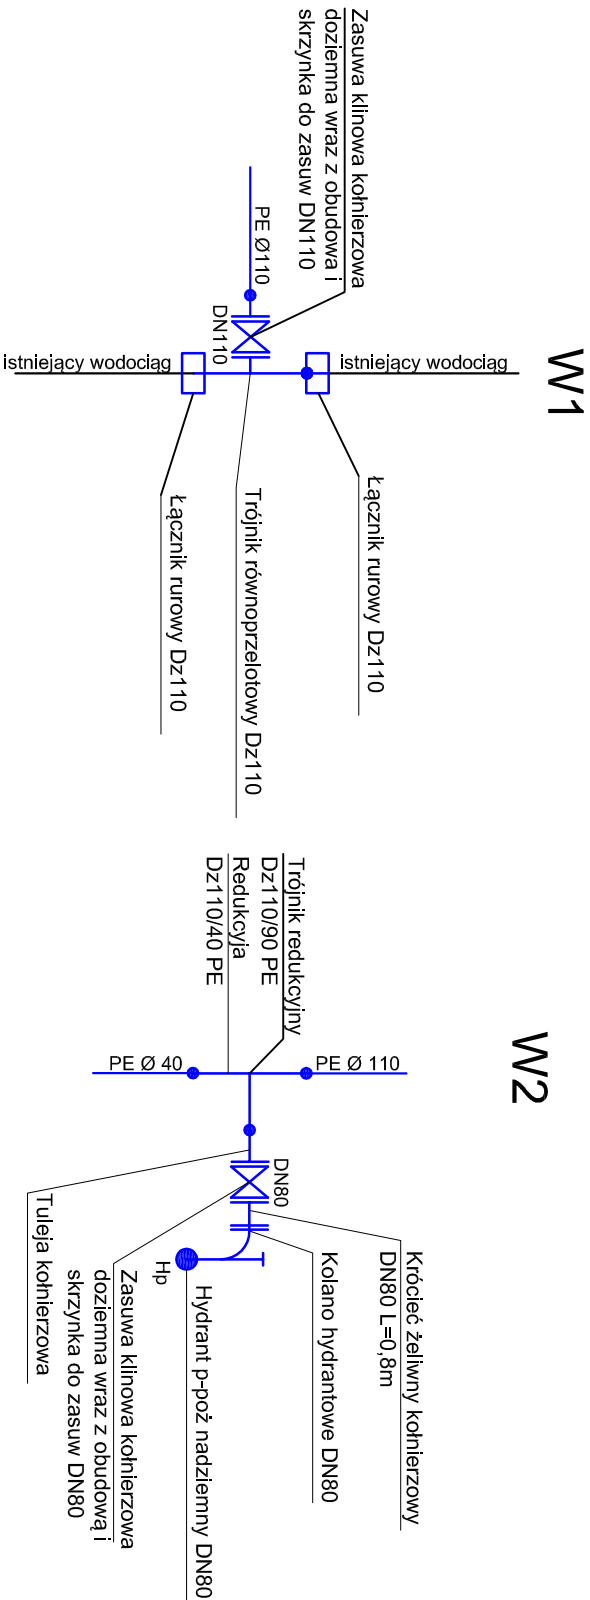 W1
Zasuwa klinowa kołnierzowa
doziemna wraz z obudowa i
skrzynka do zasuw DN110
PE Ø110
DN110
istniejący wodociąg
istniejący wodociąg
Łącznik rurowy Dz110
Trójnik równoprzelotowy Dz110
Łącznik rurowy Dz110
W2
Trójnik redukcyjny
Dz110/90 PE
Redukcyja
Dz110/40 PE
PE Ø 40
PE Ø 110
DN80
Króciec żeliwny kołnierzowy
DN80 L=0,8m
Kolano hydrantowe DN80
Hp
Hydrant p-poż nadziemny DN80
Zasuwa klinowa kołnierzowa
doziemna wraz z obudową i
skrzynka do zasuw DN80
Tuleja kołnierzowa